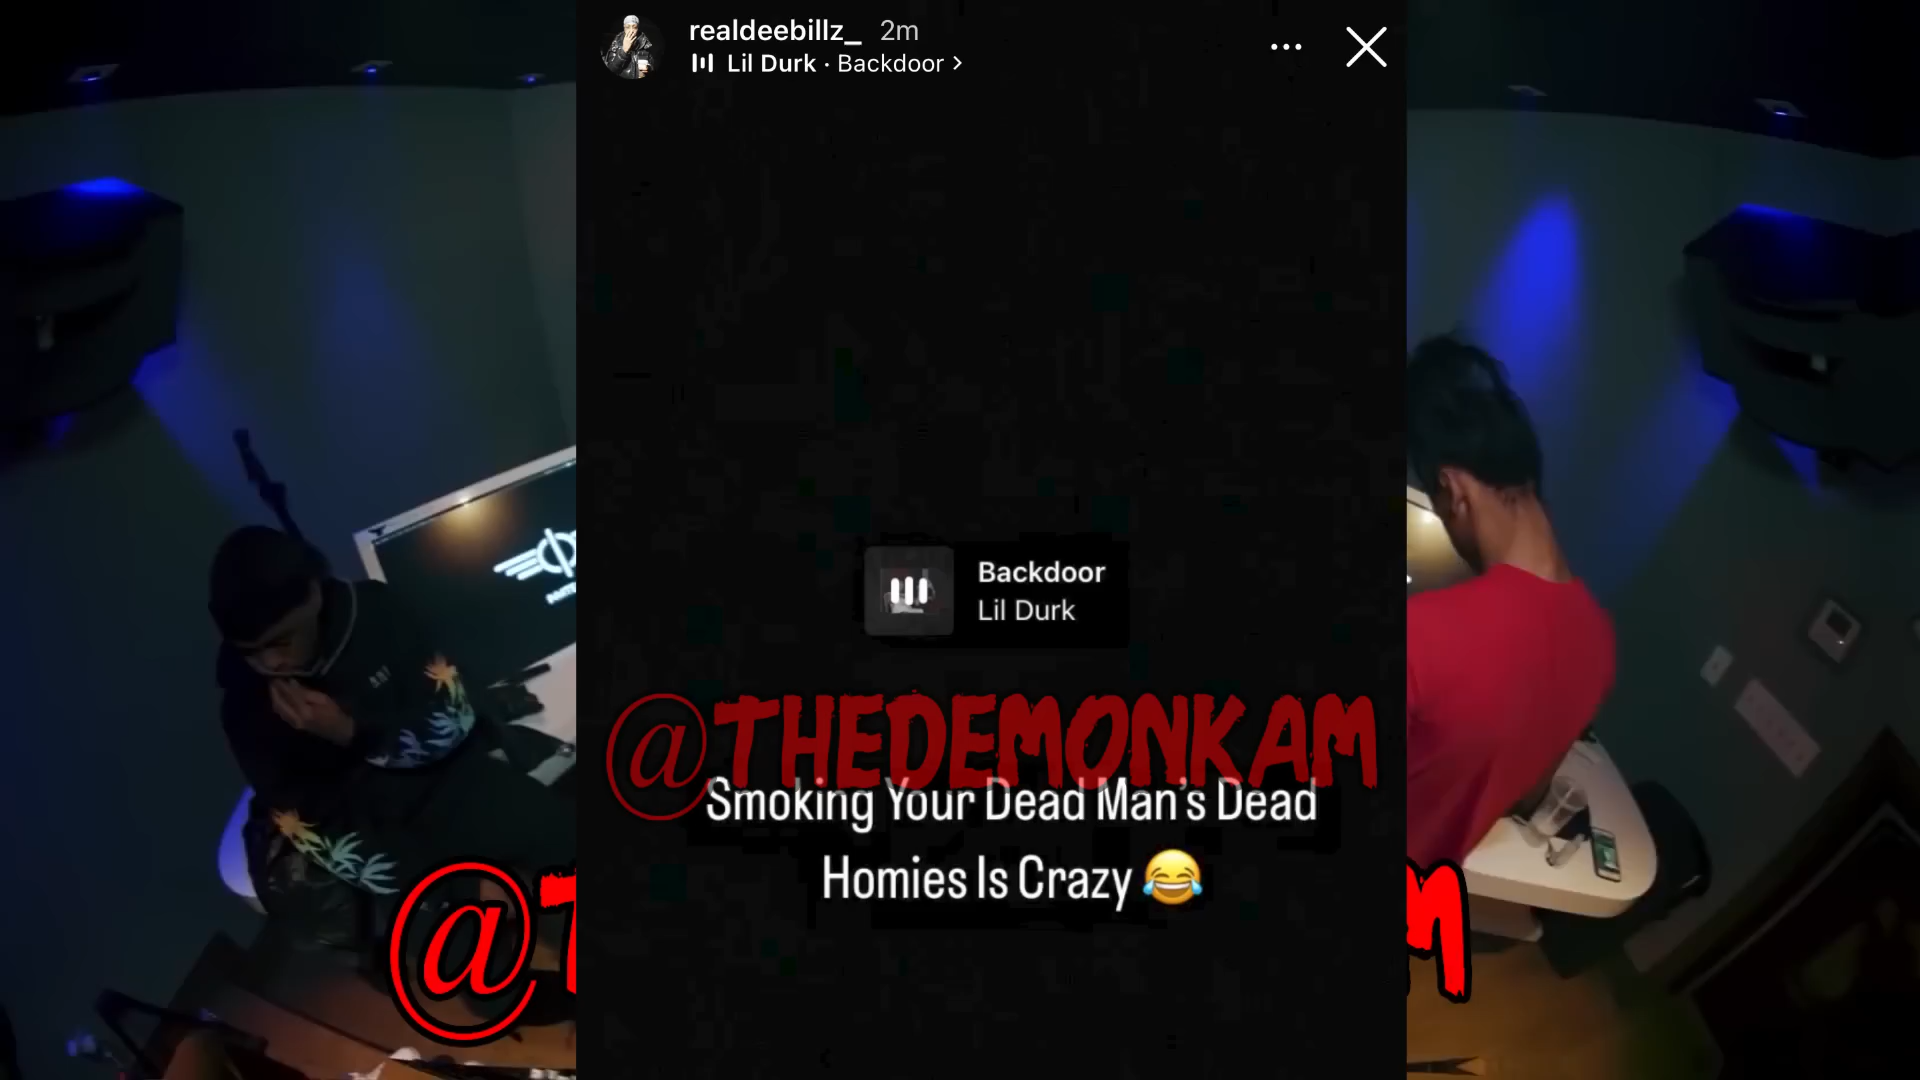 realdeebillz_ 2m
Lil Durk · Backdoor >
Backdoor
Lil Durk
@THEDEMONKAM
Smoking Your Dead Man's Dead
Homies Is Crazy 😂